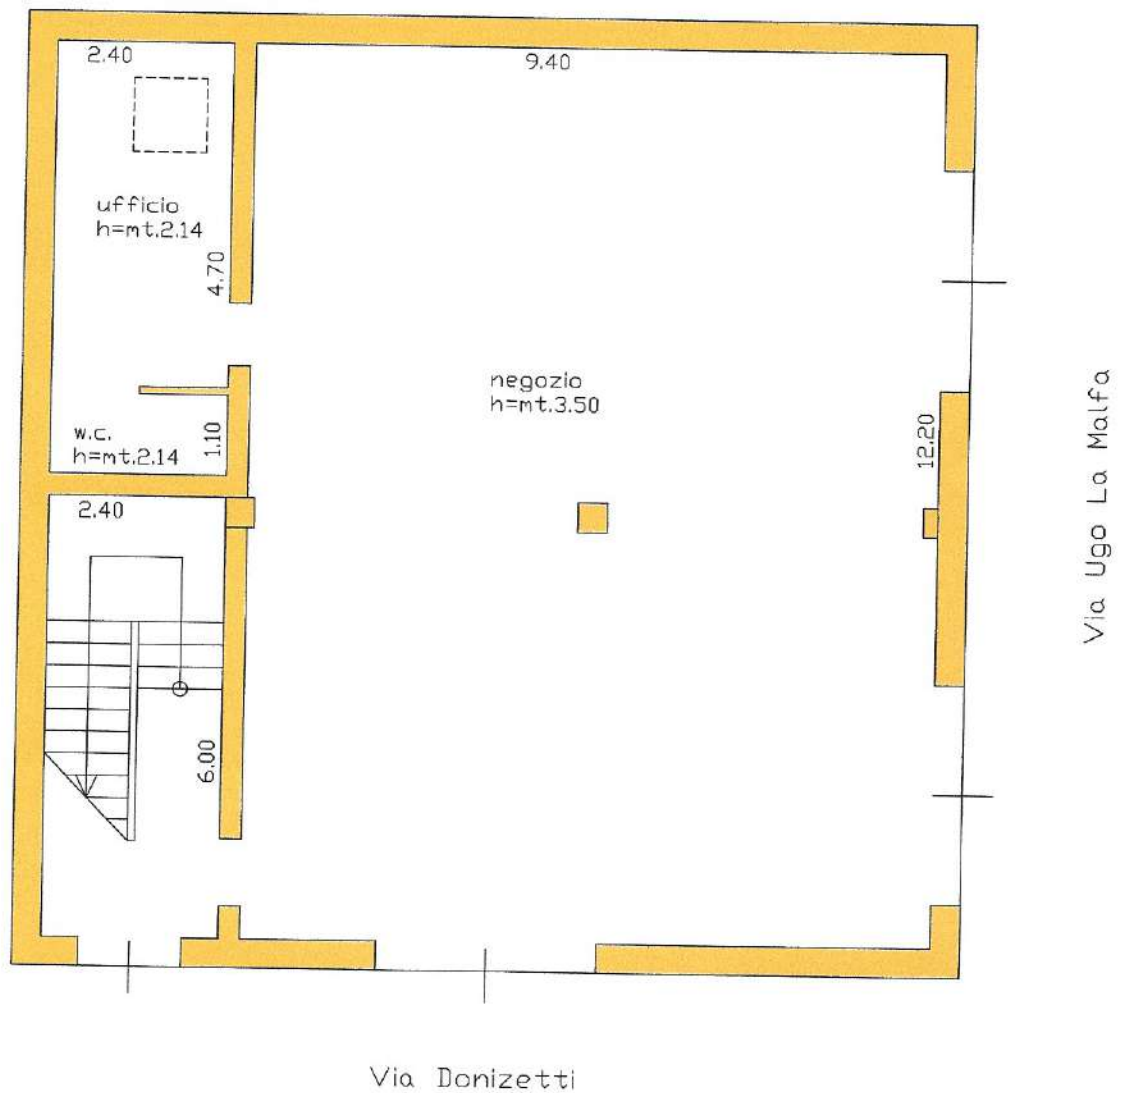 2.40
9.40
ufficio
h=mt.2.14
4.70
negozio
h=mt.3.50
w.c.
h=mt.2.14
1.10
12.20
2.40
6.00
Via Ugo La Malfa
Via Donizetti